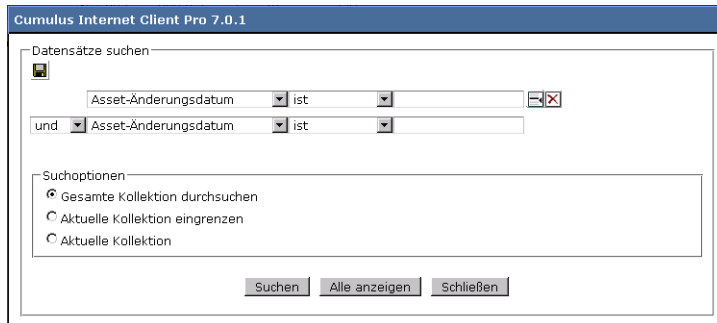 Cumulus Internet Client Pro 7.0.1
Datensätze suchen
Asset-Änderungsdatum ist
und Asset-Änderungsdatum ist
Suchoptionen
Gesamte Kollektion durchsuchen
Aktuelle Kollektion eingrenzen
Aktuelle Kollektion
Suchen Alle anzeigen Schließen